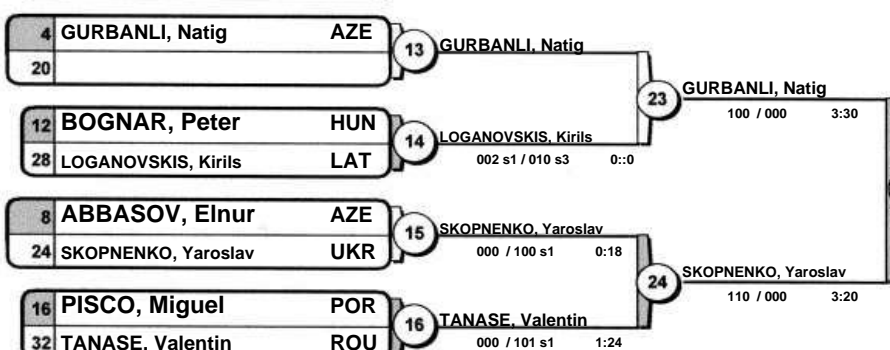 4 GURBANLI, Natig AZE
20
13
GURBANLI, Natig
12 BOGNAR, Peter HUN
28 LOGANOVSKIS, Kirils LAT
14
LOGANOVSKIS, Kirils
002 s1 / 010 s3 0::0
23
GURBANLI, Natig
100 / 000 3:30
8 ABBASOV, Elnur AZE
24 SKOPNENKO, Yaroslav UKR
15
SKOPNENKO, Yaroslav
000 / 100 s1 0:18
16 PISCO, Miguel POR
32 TANASE, Valentin ROU
16
TANASE, Valentin
000 / 101 s1 1:24
24
SKOPNENKO, Yaroslav
110 / 000 3:20